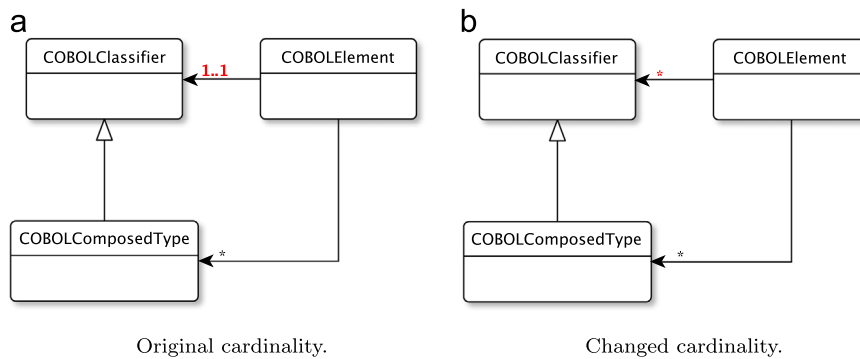 a
COBOLClassifier
1..1
COBOLElement
COBOLComposedType
*
Original cardinality.
b
COBOLClassifier
*
COBOLElement
COBOLComposedType
*
Changed cardinality.